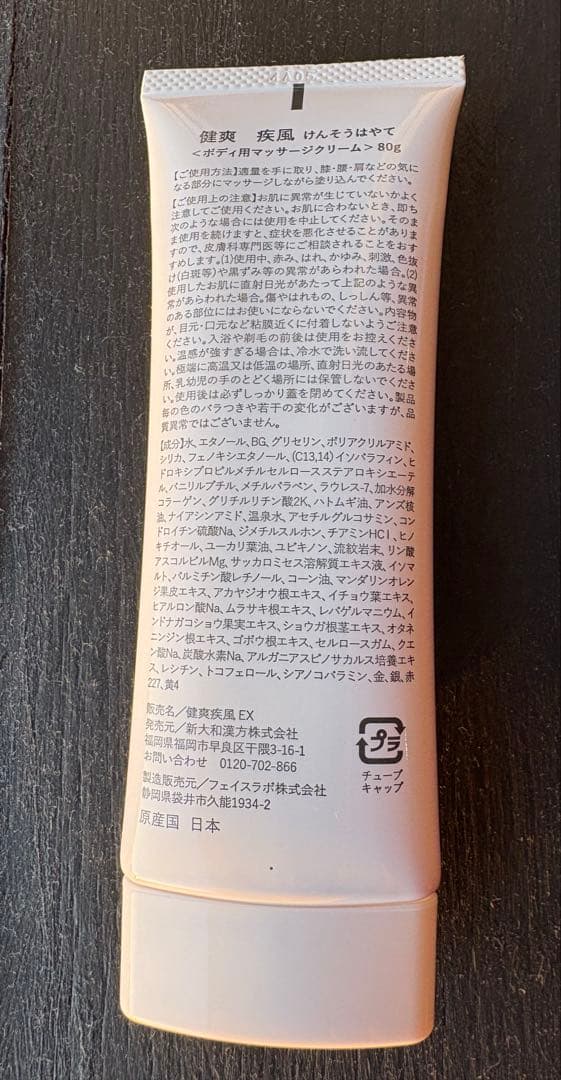 健爽　疾風 けんそうはやて
＜ボディ用マッサージクリーム＞80g
【ご使用方法】適量を手に取り、膝・腰・肩などの気に
なる部分にマッサージしながら塗り込んでください。
【ご使用上の注意】お肌に異常が生じていないかよく
注意してご使用ください。お肌に合わないとき、即ち
次のような場合には使用を中止してください。そのま
ま使用を続けますと、症状を悪化させることがありま
すので、皮膚科専門医等にご相談されることをおす
すめします。(1)使用中、赤み、はれ、かゆみ、刺激、色抜
け(白斑等)や黒ずみ等の異常があらわれた場合。(2)
使用したお肌に直射日光があたって上記のような異
常があらわれた場合。傷やはれもの、しっしん等、異常
のある部位にはお使いにならないでください。内容物
が、目元・口元など粘膜近くに付着しないようご注意
ください。入浴や剃毛の前後は使用をお控えくださ
い。温感が強すぎる場合は、冷水で洗い流してくださ
い。極端に高温又は低温の場所、直射日光のあたる場
所、乳幼児の手のとどく場所には保管しないでくださ
い。使用後は必ずしっかり蓋を閉めてください。製品
毎の色のバラつきや若干の変化がございますが、品
質異常ではございません。
【成分】水、エタノール、BG、グリセリン、ポリアクリルアミド、
シリカ、フェノキシエタノール、(C13,14)イソパラフィン、ヒ
ドロキシプロピルメチルセルロースステアロキシエーテ
ル、バニリルブチル、メチルパラベン、ラウレス-7、加水分解
コラーゲン、グリチルリチン酸2K、ハトムギ油、アンズ核
油、ナイアシンアミド、温泉水、アセチルグルコサミン、コン
ドロイチン硫酸Na、ジメチルスルホン、チアミンHCl、ヒノ
キチオール、ユーカリ葉油、ユビキノン、流紋岩末、リン酸
アスコルビルMg、サッカロミセス溶解質エキス液、イソマ
ルト、パルミチン酸レチノール、コーン油、マンダリンオレン
ジ果皮エキス、アカヤジオウ根エキス、イチョウ葉エキス、
ヒアルロン酸Na、ムラサキ根エキス、レパゲルマニウム、イ
ンドナガコショウ果実エキス、ショウガ根茎エキス、オタネ
ニンジン根エキス、ゴボウ根エキス、セルロースガム、クエ
ン酸Na、炭酸水素Na、アルガニアスピノサカルス培養エキ
ス、レシチン、トコフェロール、シアノコバラミン、金、銀、赤
227、黄4
販売名／健爽疾風 EX
発売元／新大和漢方株式会社
福岡県福岡市早良区干隈3-16-1
お問い合わせ　0120-702-866
製造販売元／フェイスラボ株式会社
静岡県袋井市久能1934-2
原産国 日本
プラ
チューブ
キャップ